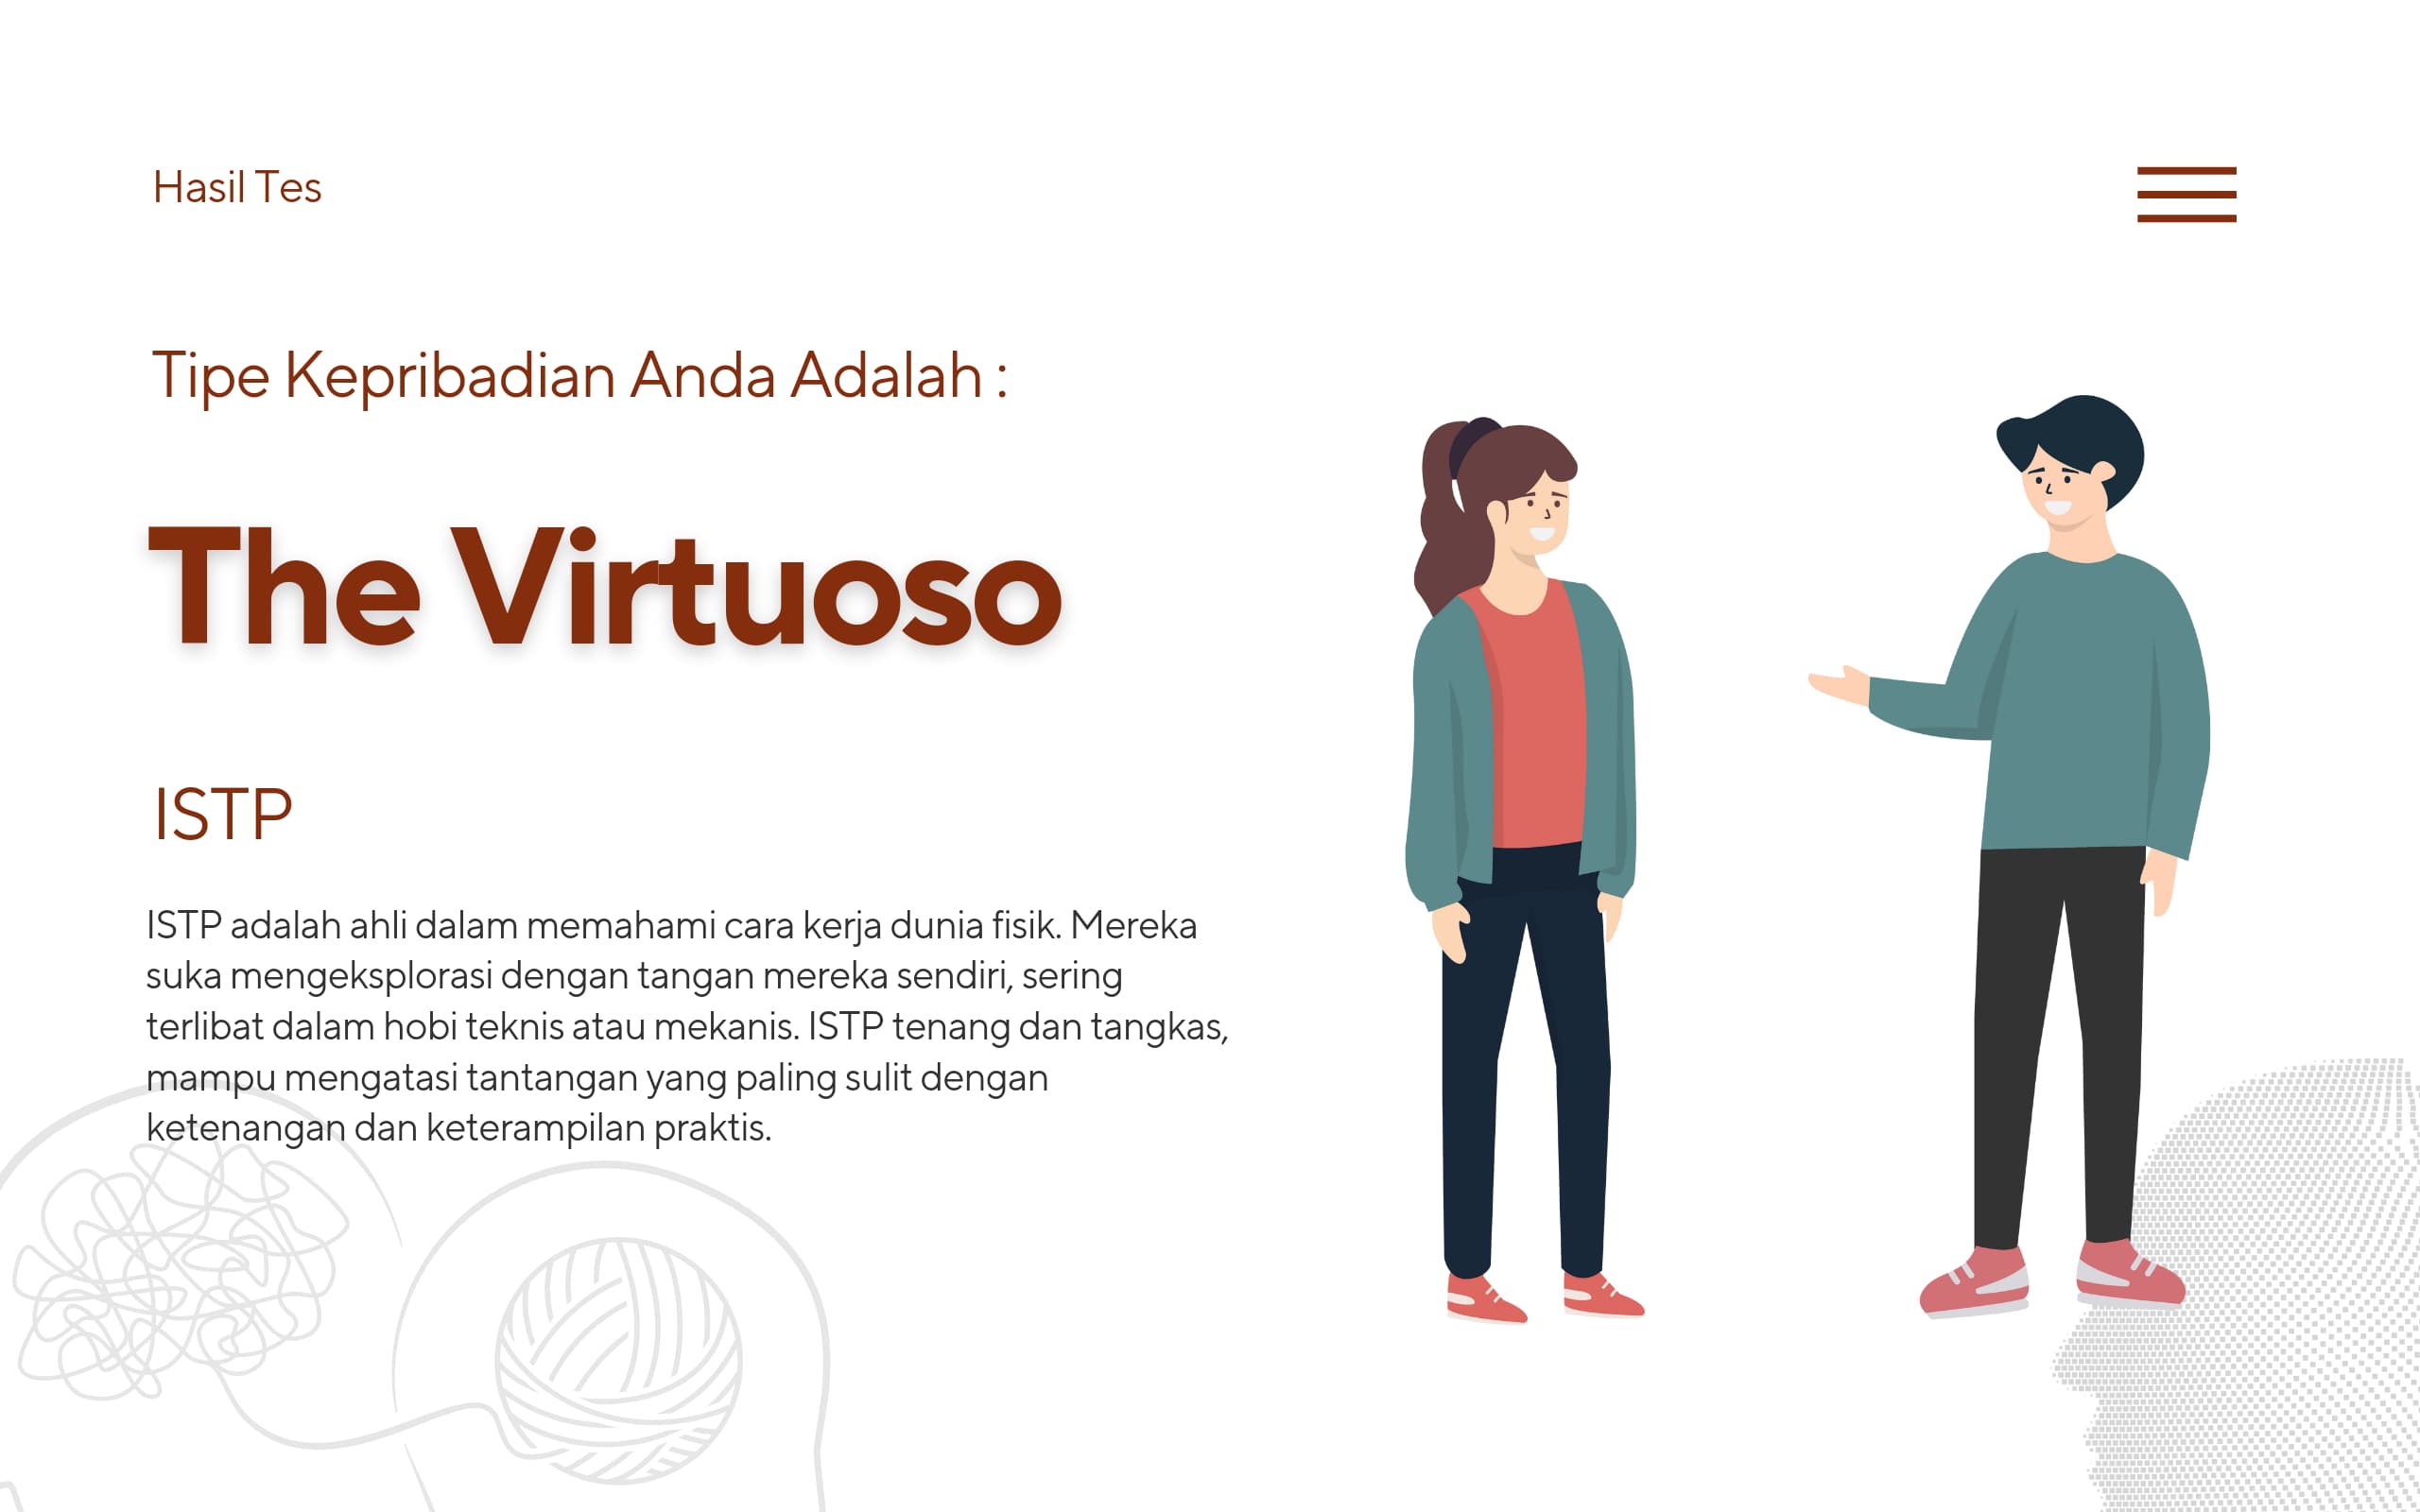 Hasil Tes
Tipe Kepribadian Anda Adalah :
The Virtuoso
ISTP
ISTP adalah ahli dalam memahami cara kerja dunia fisik. Mereka
suka mengeksplorasi dengan tangan mereka sendiri, sering
terlibat dalam hobi teknis atau mekanis. ISTP tenang dan tangkas,
mampu mengatasi tantangan yang paling sulit dengan
ketenangan dan keterampilan praktis.